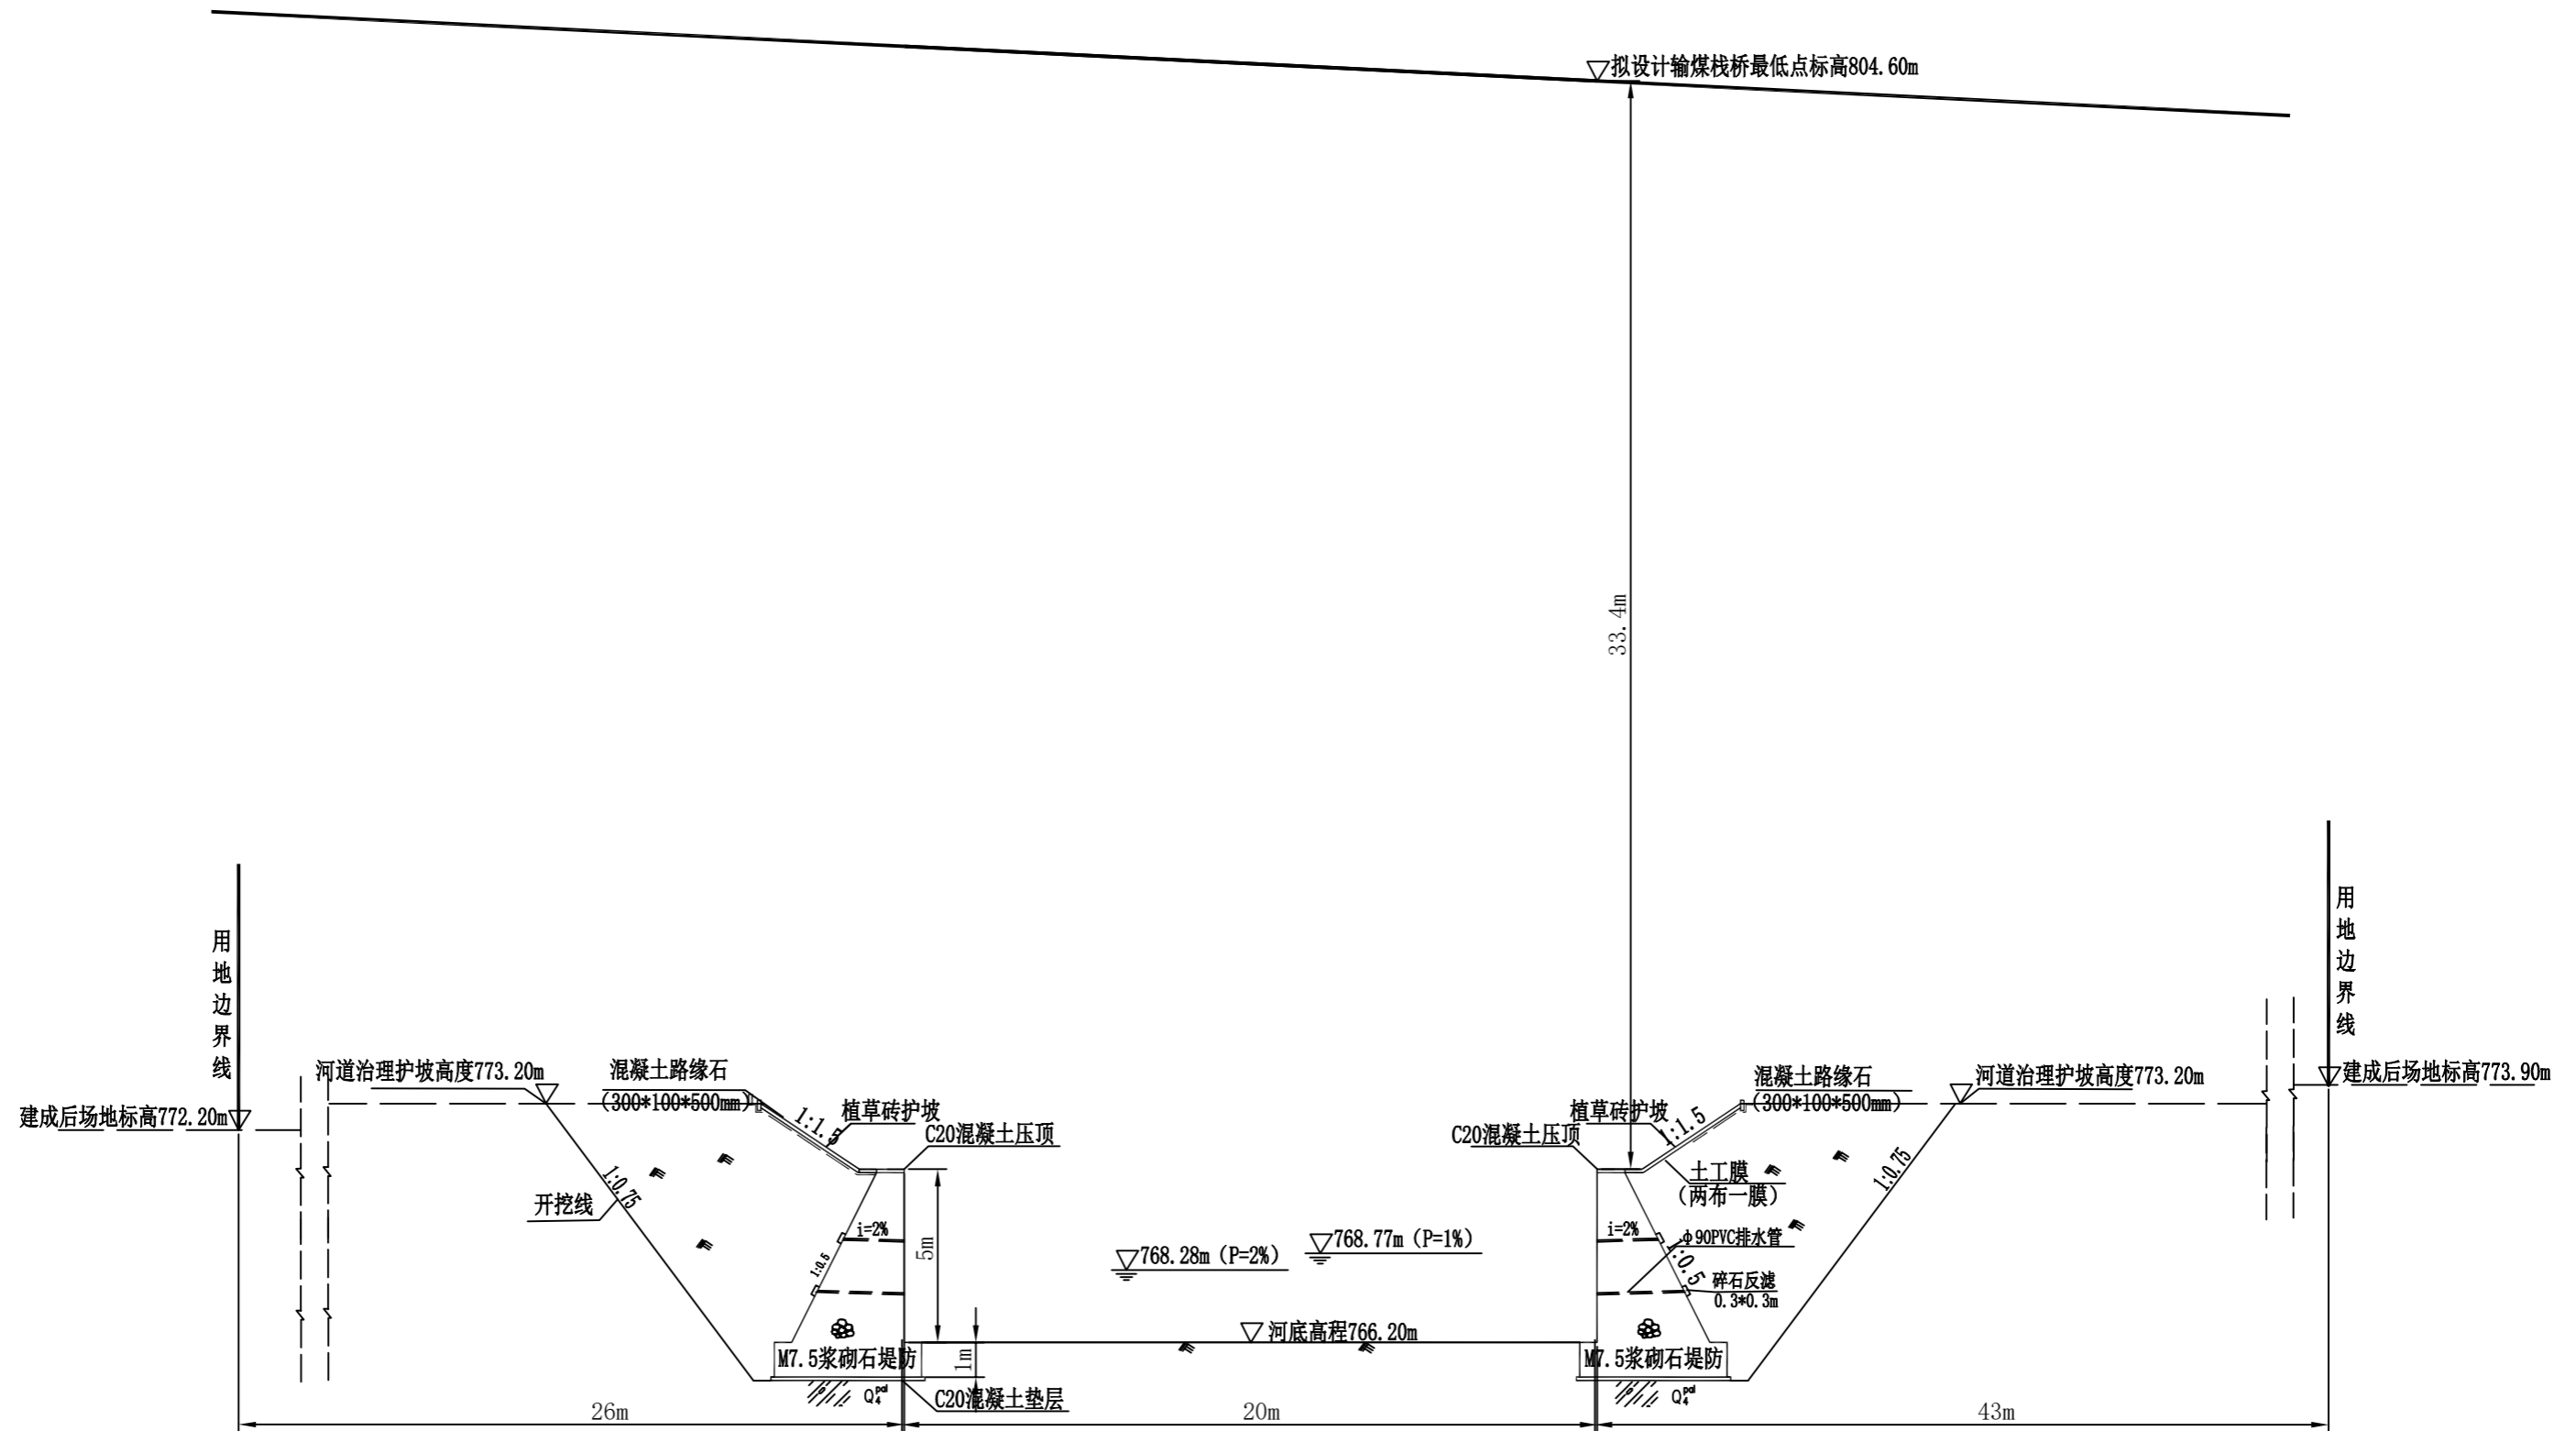 拟设计输煤栈桥最低点标高804.60m
33.4m
用地边界线
用地边界线
河道治理护坡高度773.20m
混凝土路缘石
(300*100*500mm)
建成后场地标高772.20m
1:1.5
植草砖护坡
C20混凝土压顶
植草砖护坡
C20混凝土压顶
1:1.5
混凝土路缘石
(300*100*500mm)
河道治理护坡高度773.20m
建成后场地标高773.90m
土工膜
(两布一膜)
1:0.75
开挖线
1:0.75
i=2%
1:0.5
5m
768.28m(P=2%)
768.77m(P=1%)
i=2%
φ90PVC排水管
1:0.5
碎石反滤
0.3*0.3m
河底高程766.20m
M7.5浆砌石堤防
1m
M7.5浆砌石堤防
Q4pal
C20混凝土垫层
Q4pal
26m
20m
43m